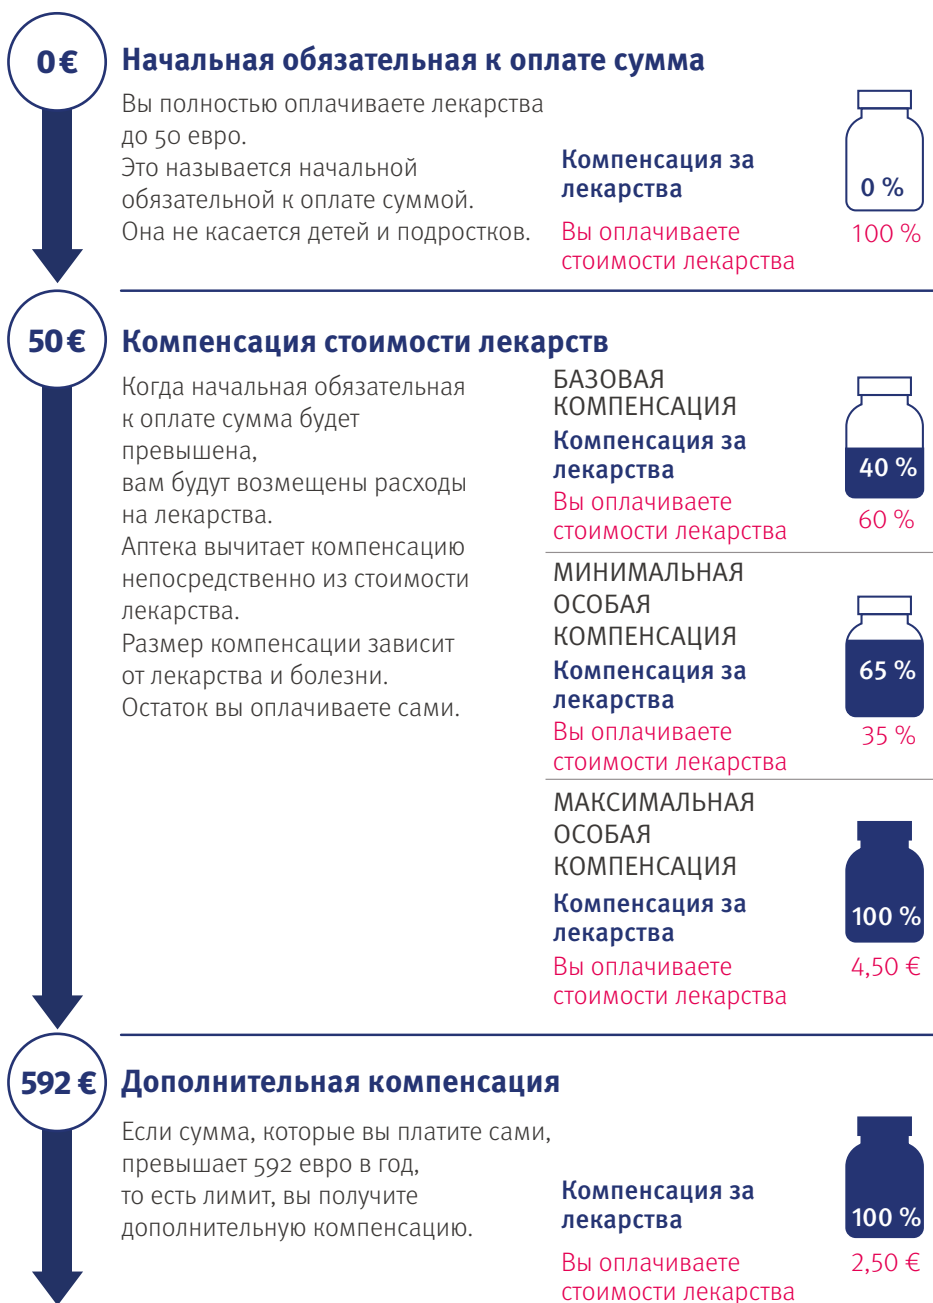 0 €
Начальная обязательная к оплате сумма
Вы полностью оплачиваете лекарства
до 50 евро.
Это называется начальной
обязательной к оплате суммой.
Она не касается детей и подростков.
Компенсация за
лекарства
0 %
Вы оплачиваете
стоимости лекарства
100 %
50 €
Компенсация стоимости лекарств
Когда начальная обязательная
к оплате сумма будет
превышена,
вам будут возмещены расходы
на лекарства.
Аптека вычитает компенсацию
непосредственно из стоимости
лекарства.
Размер компенсации зависит
от лекарства и болезни.
Остаток вы оплачиваете сами.
БАЗОВАЯ
КОМПЕНСАЦИЯ
Компенсация за
лекарства
40 %
Вы оплачиваете
стоимости лекарства
60 %
МИНИМАЛЬНАЯ
ОСОБАЯ
КОМПЕНСАЦИЯ
Компенсация за
лекарства
65 %
Вы оплачиваете
стоимости лекарства
35 %
МАКСИМАЛЬНАЯ
ОСОБАЯ
КОМПЕНСАЦИЯ
Компенсация за
лекарства
100 %
Вы оплачиваете
стоимости лекарства
4,50 €
592 €
Дополнительная компенсация
Если сумма, которые вы платите сами,
превышает 592 евро в год,
то есть лимит, вы получите
дополнительную компенсацию.
Компенсация за
лекарства
100 %
Вы оплачиваете
стоимости лекарства
2,50 €